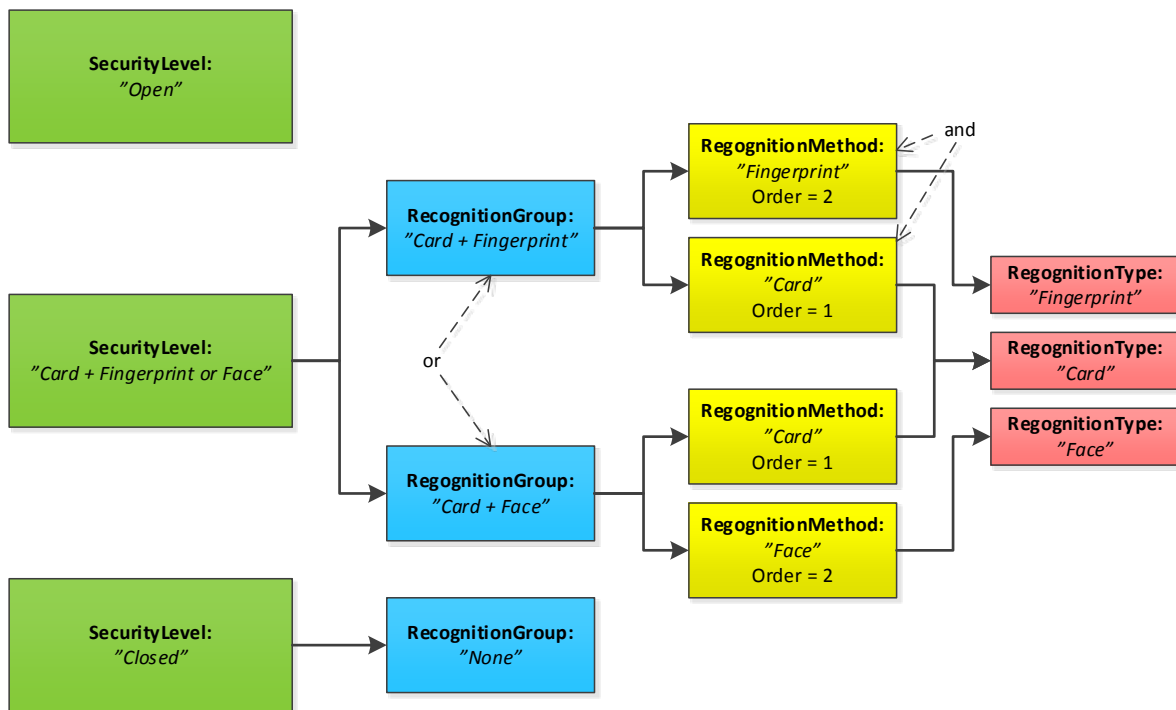 SecurityLevel:
”Open”
SecurityLevel:
”Card + Fingerprint or Face”
SecurityLevel:
”Closed”
RecognitionGroup:
”Card + Fingerprint”
or
RegognitionGroup:
”Card + Face”
RecognitionGroup:
”None”
RegognitionMethod:
”Fingerprint”
Order = 2
and
RegognitionMethod:
”Card”
Order = 1
RegognitionMethod:
”Card”
Order = 1
RegognitionMethod:
”Face”
Order = 2
RegognitionType:
”Fingerprint”
RegognitionType:
”Card”
RegognitionType:
”Face”